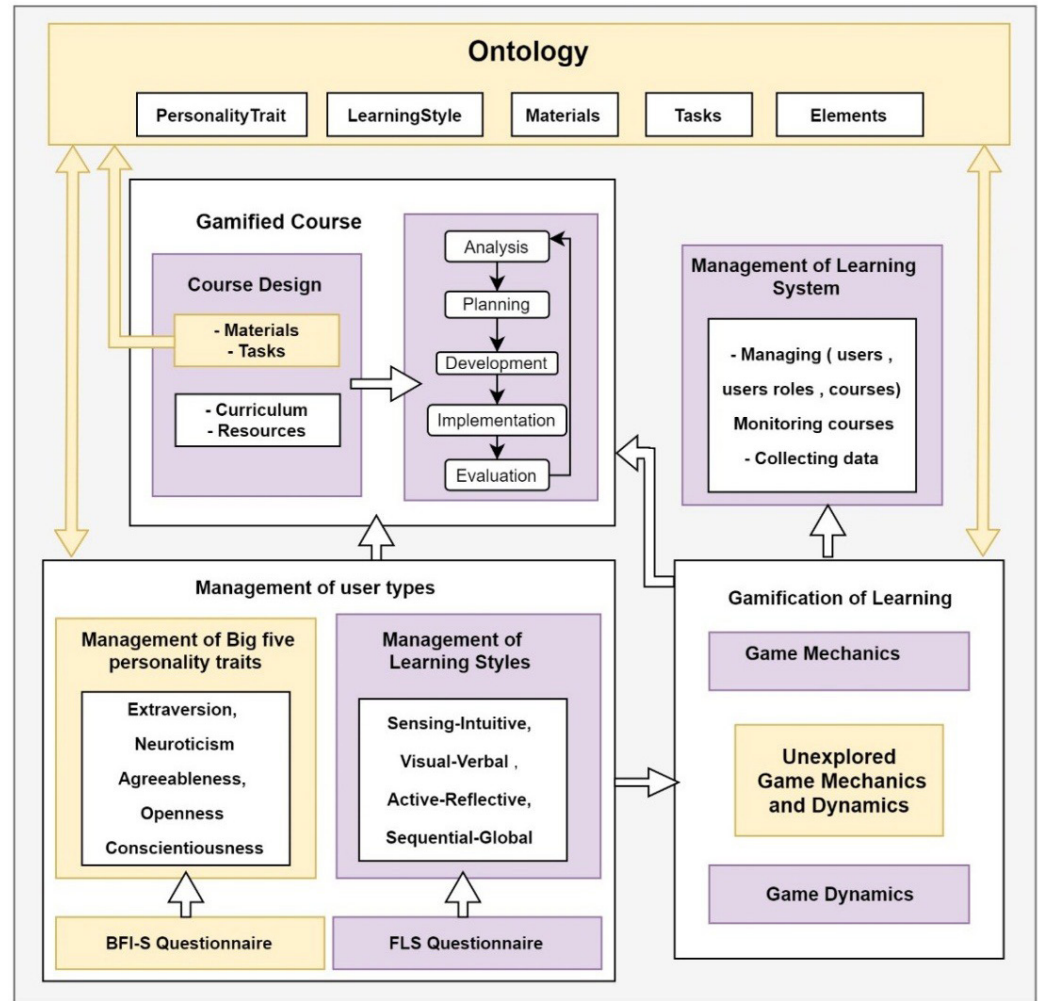 Ontology
PersonalityTrait
LearningStyle
Materials
Tasks
Elements
Gamified Course
Course Design
- Materials
- Tasks
- Curriculum
- Resources
Analysis
Planning
Development
Implementation
Evaluation
Management of Learning
System
- Managing ( users ,
users roles , courses)
Monitoring courses
- Collecting data
Management of user types
Management of Big five
personality traits
Extraversion,
Neuroticism
Agreeableness,
Openness
Conscientiousness
BFI-S Questionnaire
Management of
Learning Styles
Sensing-Intuitive,
Visual-Verbal ,
Active-Reflective,
Sequential-Global
FLS Questionnaire
Gamification of Learning
Game Mechanics
Unexplored
Game Mechanics
and Dynamics
Game Dynamics